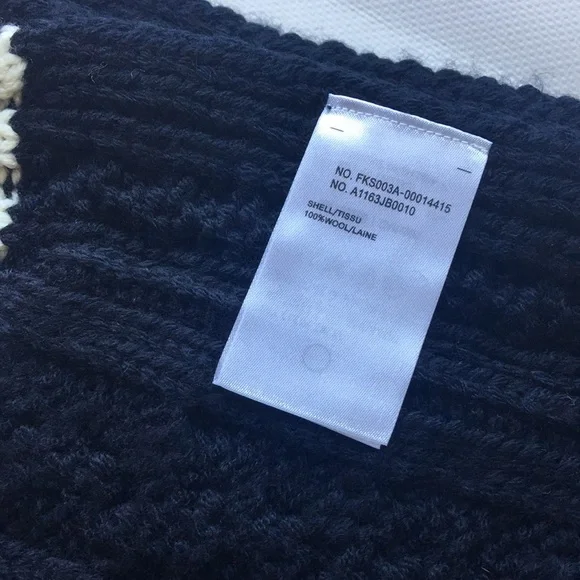 NO. FKS003A-00014415
NO. A1163JB0010
SHELL/TISSU
100%WOOL/LAINE